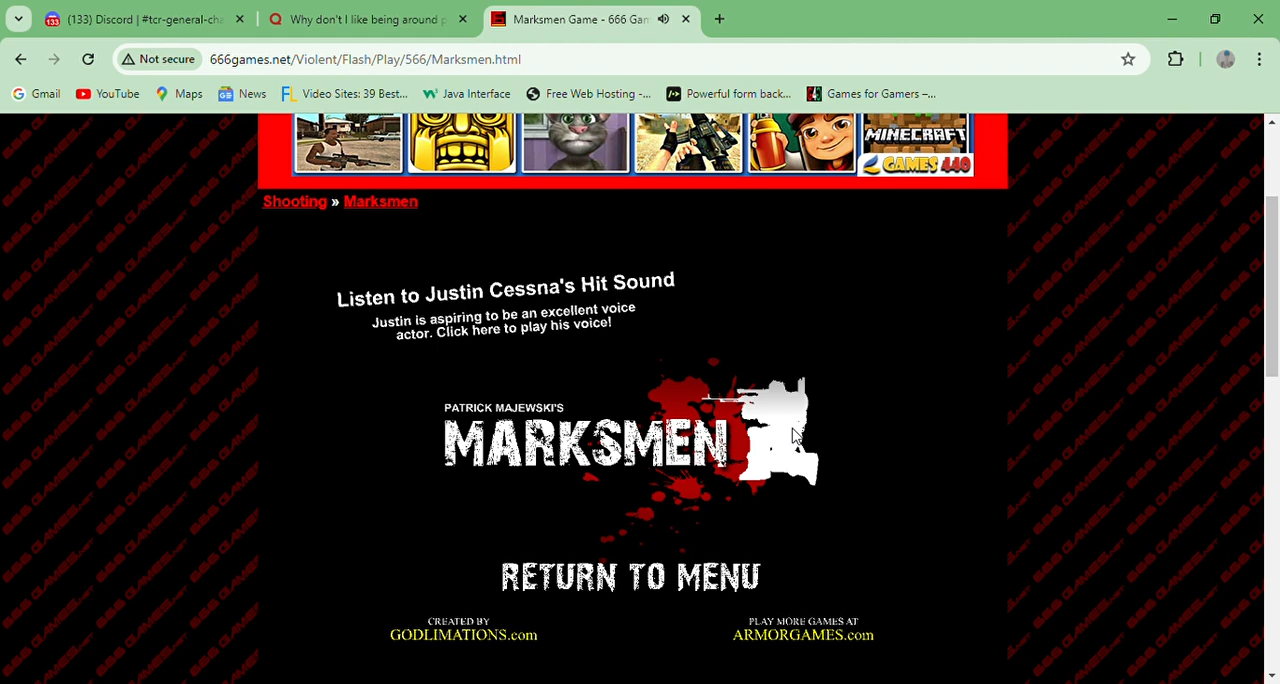 133
(133) Discord | #tcr-general-cha
Why don't I like being around p
Marksmen Game - 666 Gam
Not secure
666games.net/Violent/Flash/Play/566/Marksmen.html
Gmail
YouTube
Maps
News
Video Sites: 39 Best...
Java Interface
Free Web Hosting -...
Powerful form back...
Games for Gamers –...
MINECRAFT
GAMES 440
Shooting » Marksmen
Listen to Justin Cessna's Hit Sound
Justin is aspiring to be an excellent voice
actor. Click here to play his voice!
PATRICK MAJEWSKI'S
MARKSMEN
RETURN TO MENU
CREATED BY
GODLIMATIONS.com
PLAY MORE GAMES AT
ARMORGAMES.com